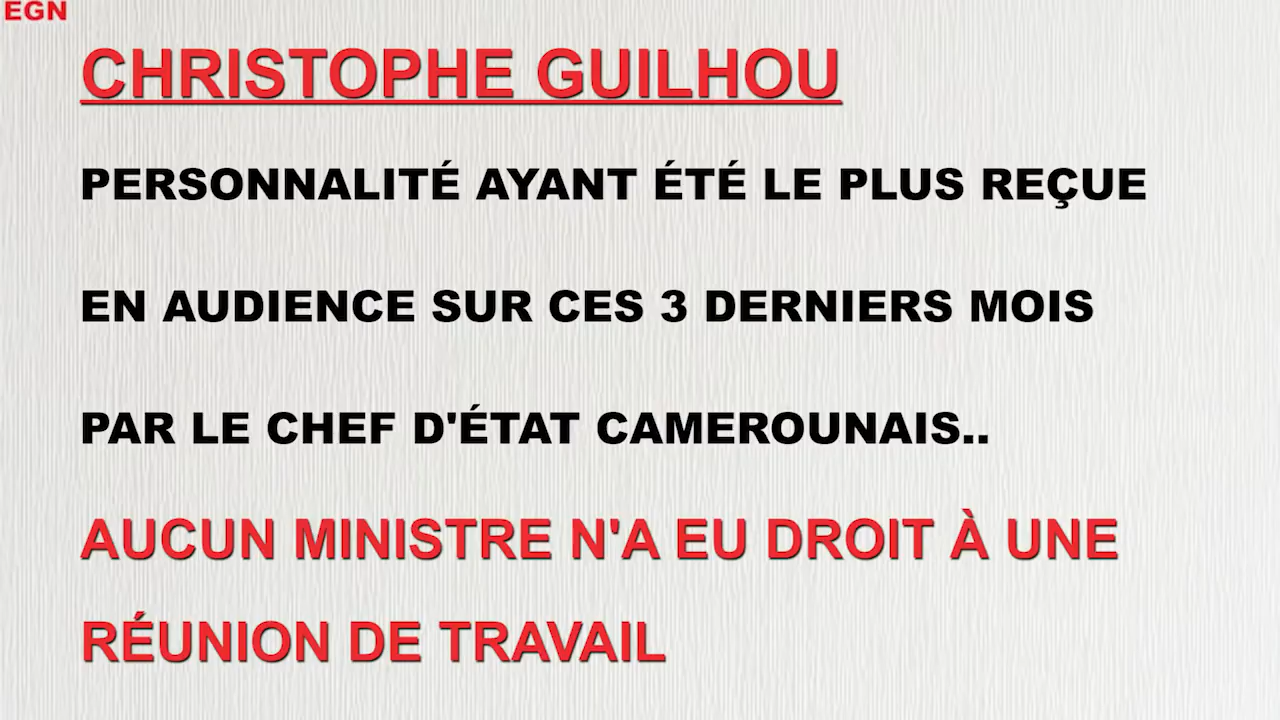 EGN
CHRISTOPHE GUILHOU
PERSONNALITÉ AYANT ÉTÉ LE PLUS REÇUE
EN AUDIENCE SUR CES 3 DERNIERS MOIS
PAR LE CHEF D'ÉTAT CAMEROUNAIS..
AUCUN MINISTRE N'A EU DROIT À UNE
RÉUNION DE TRAVAIL